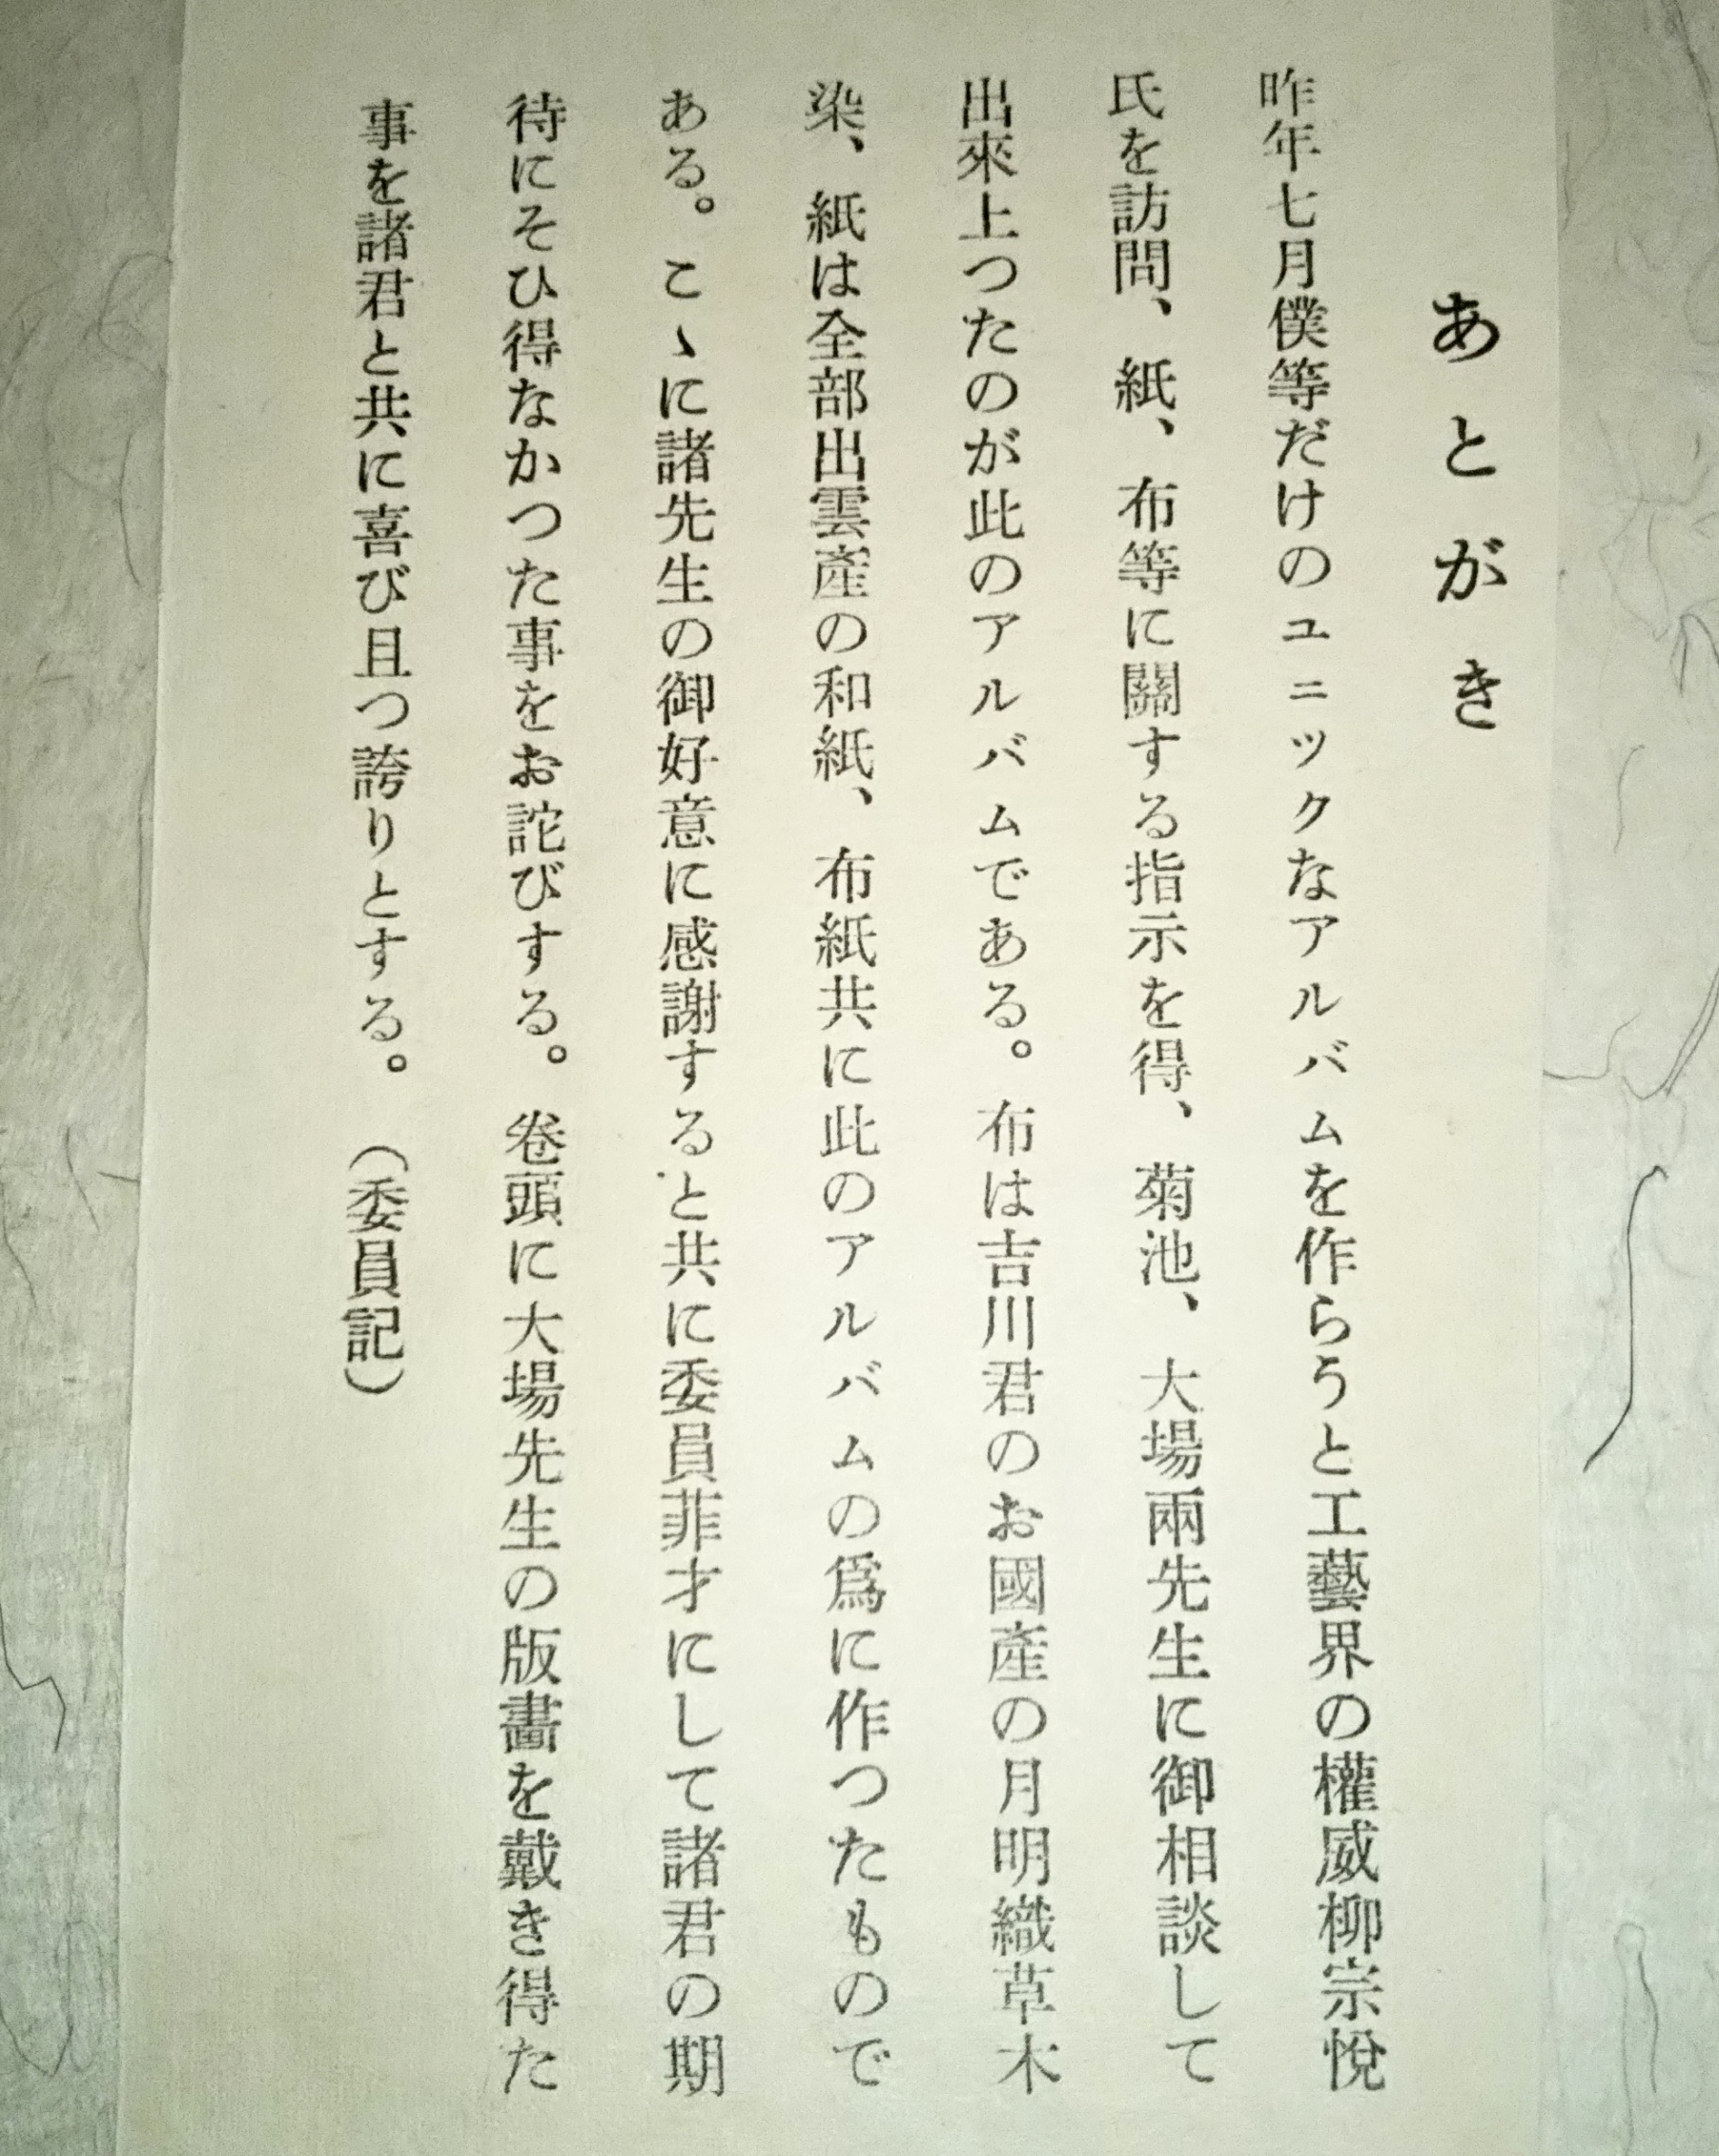 あとがき
昨年七月僕等だけのユニックなアルバムを作らうと工藝界の權威柳宗悅
氏を訪問、紙、布等に關する指示を得、菊池、大場兩先生に御相談して
出來上つたのが此のアルバムである。布は吉川君のお國產の月明織草木
染、紙は全部出雲產の和紙、布紙共に此のアルバムの爲に作つたもので
ある。こゝに諸先生の御好意に感謝すると共に委員菲才にして諸君の期
待にそひ得なかつた事をお詫びする。卷頭に大場先生の版畵を戴き得た
事を諸君と共に喜び且つ誇りとする。（委員記）